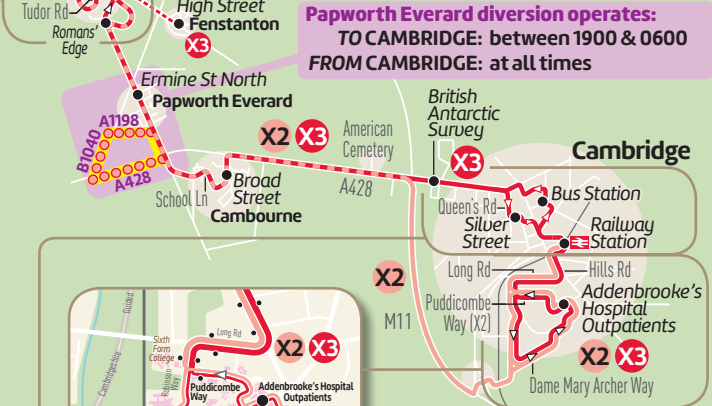 Tudor Rd
Romans'
Edge
High Street
Fenstanton
X3
Papworth Everard diversion operates:
TO CAMBRIDGE: between 1900 & 0600
FROM CAMBRIDGE: at all times
Ermine St North
Papworth Everard
A1198
B1040
A428
X2 X3
American
Cemetery
British
Antarctic
Survey
X3
Cambridge
School Ln
Broad
Street
Cambourne
A428
Queen's Rd
Silver
Street
Bus Station
Railway
Station
X2
M11
Long Rd
Hills Rd
Puddicombe
Way (X2)
Addenbrooke's
Hospital
Outpatients
X2 X3
Dame Mary Archer Way
Guided
Cambridgeshire
Long Rd
Sixth
Form
College
Robinson
Way
X2 X3
Puddicombe
Way
Addenbrooke's Hospital
Outpatients